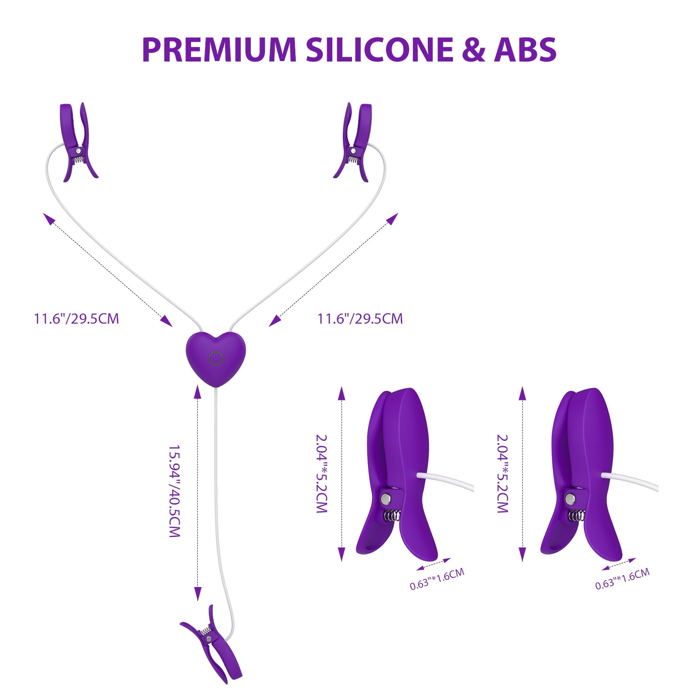 PREMIUM SILICONE & ABS
11.6"/29.5CM
11.6"/29.5CM
15.94"/40.5CM
2.04"*5.2CM
2.04"*5.2CM
0.63"*1.6CM
0.63"*1.6CM